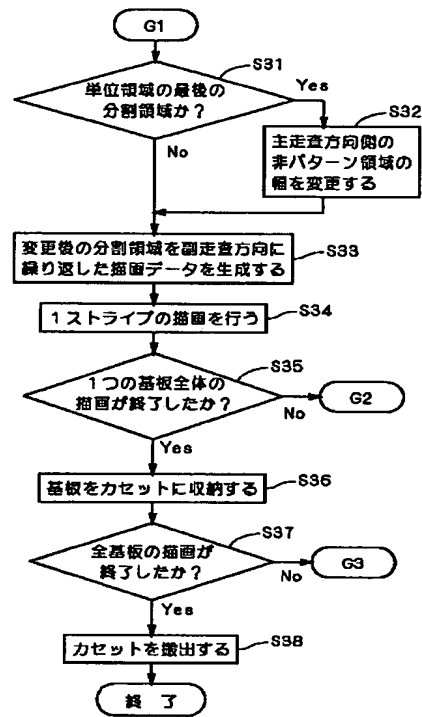 G1
S31
単位領域の最後の
分割領域か？
Yes
S32
主走査方向側の
非パターン領域の
幅を変更する
No
変更後の分割領域を副走査方向に
繰り返した描画データを生成する
S33
1ストライプの描画を行う
S34
S35
1つの基板全体の
描画が終了したか？
No
G2
Yes
基板をカセットに収納する
S36
S37
全基板の描画が
終了したか？
No
G3
Yes
カセットを搬出する
S38
終 了